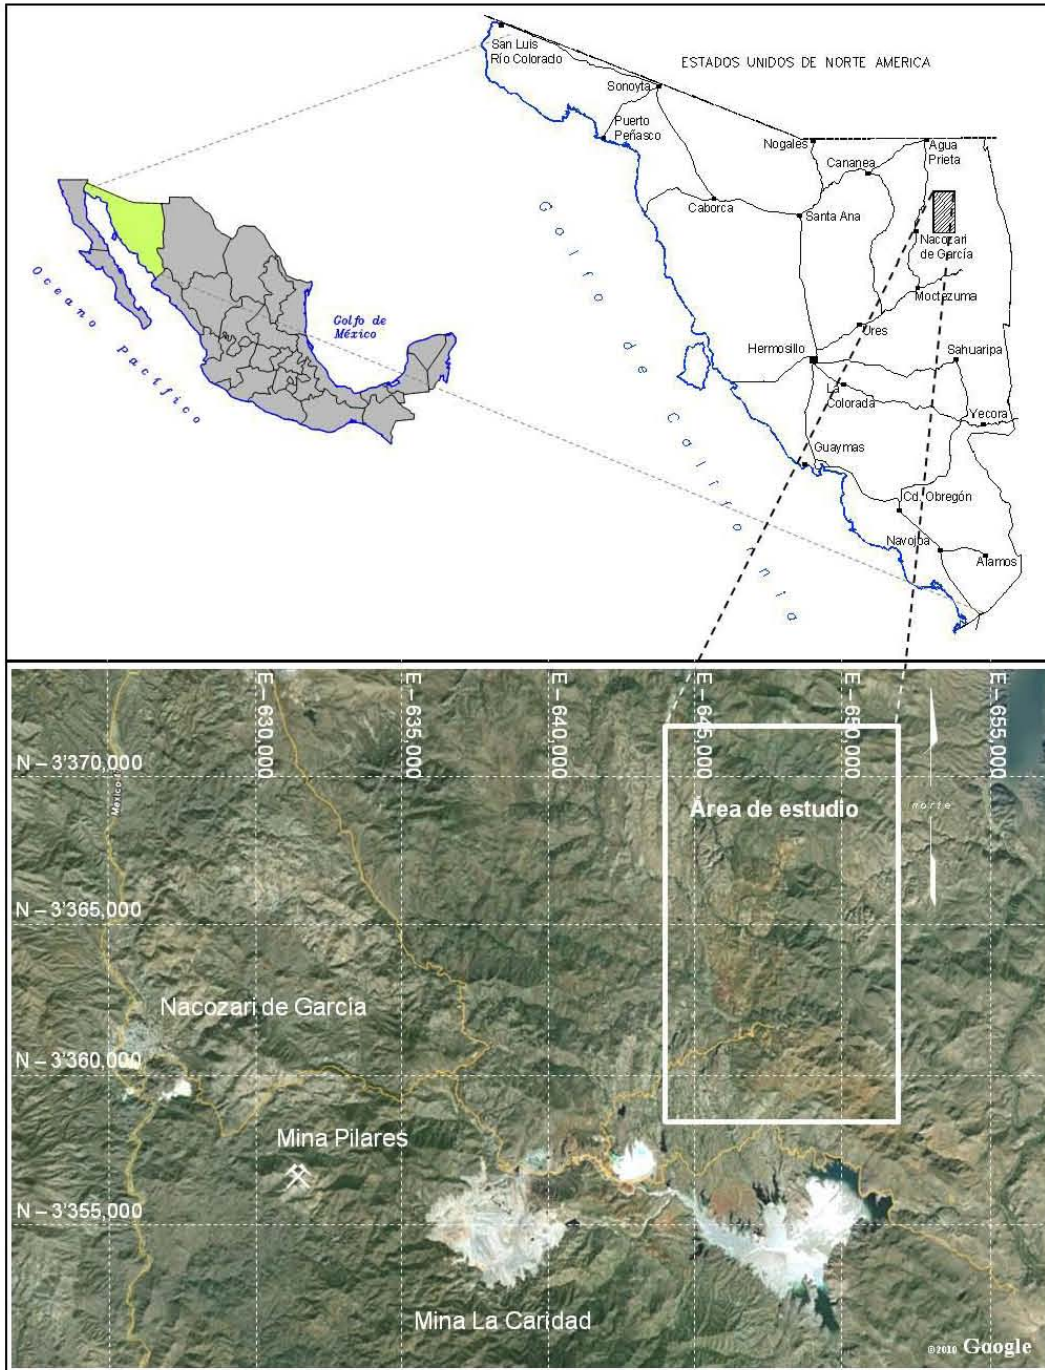 San Luis
Río Colorado
ESTADOS UNIDOS DE NORTE AMERICA
Sonoyta
Puerto
Peñasco
Nogales
Agua
Prieta
Cananea
Caborca
Santa Ana
Nacozari
de García
Moctezuma
Ures
Hermosillo
Sahuaripa
La
Colorada
Yecora
Guaymas
Cd. Obregón
Navojoa
Alamos
Golfo de California
Oceano Pacífico
Golfo de
México
E – 630,000
E – 635,000
E – 640,000
E – 645,000
E – 650,000
E – 655,000
N – 3'370,000
Área de estudio
norte
N – 3'365,000
Nacozari de García
N – 3'360,000
Mina Pilares
N – 3'355,000
Mina La Caridad
©2010 Google